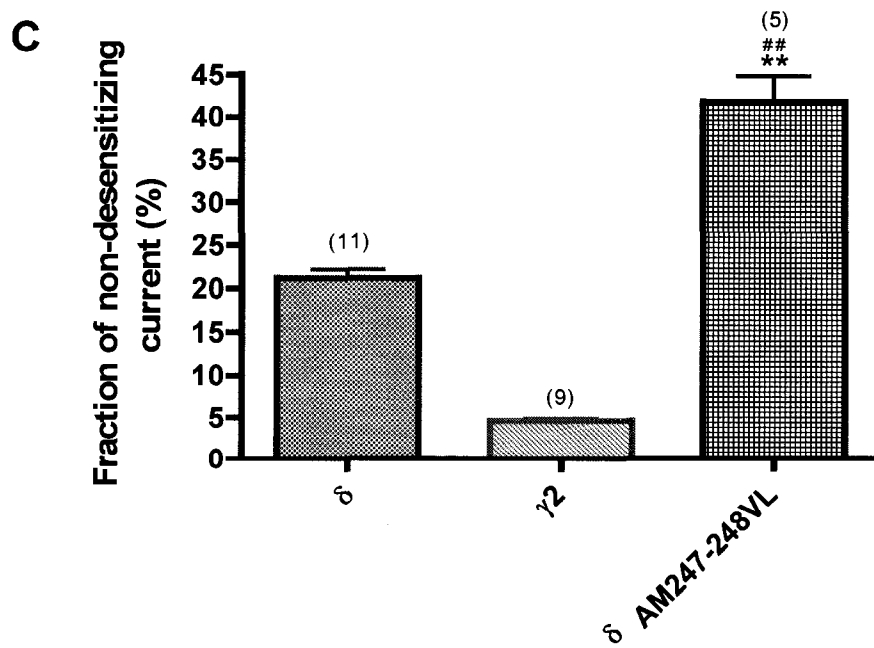 C
(5)
##
**
Fraction of non-desensitizing
current (%)
45
40
35
30
25
20
15
10
5
0
(11)
(9)
δ
γ2
δ AM247-248VL